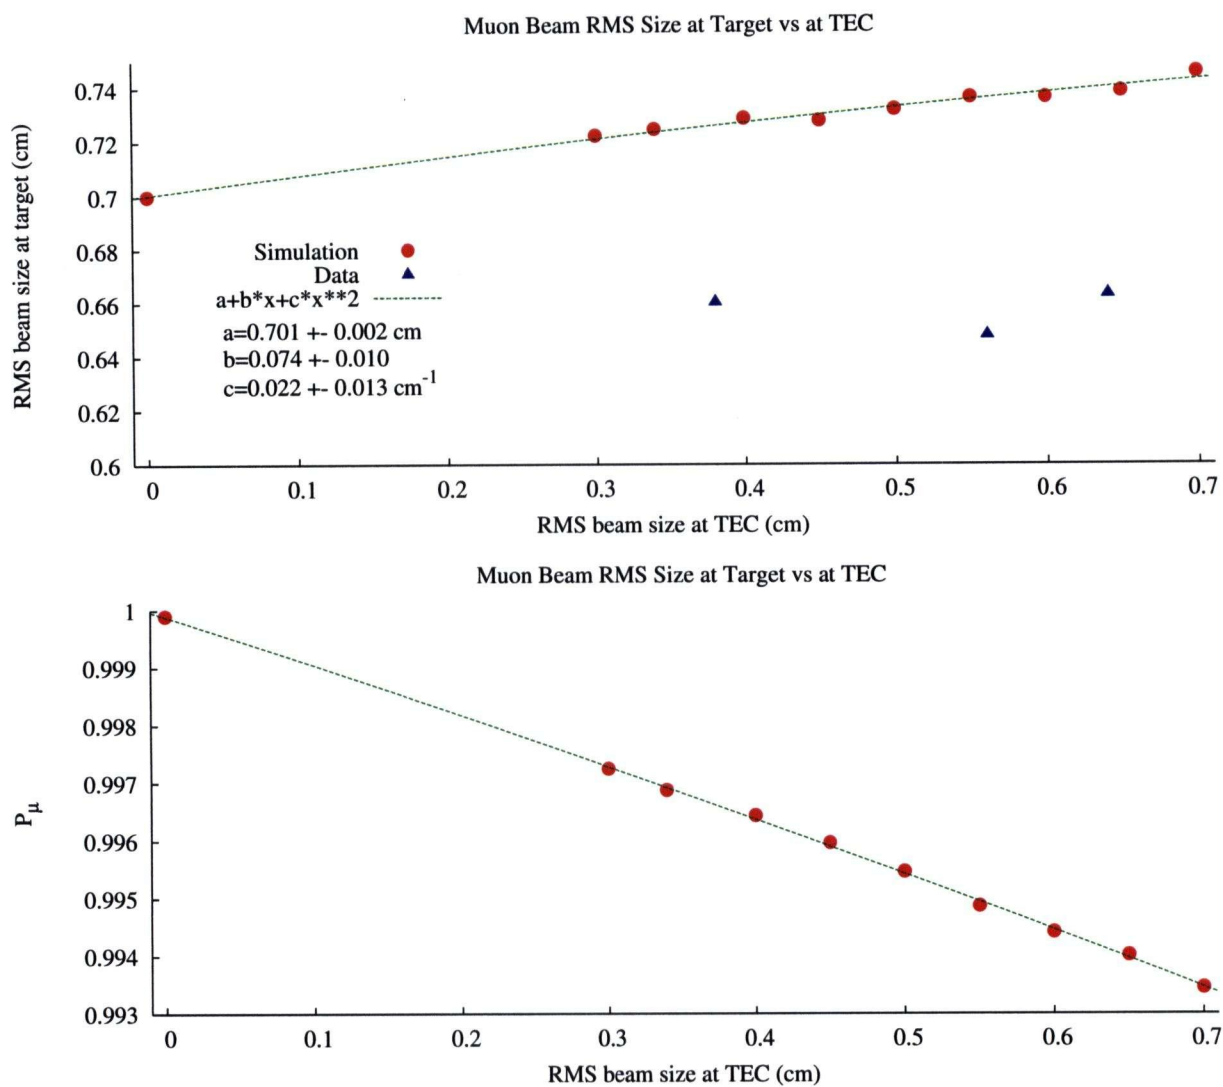 Muon Beam RMS Size at Target vs at TEC
RMS beam size at target (cm)
0.74
0.72
0.7
0.68
0.66
0.64
0.62
0.6
Simulation
Data
a+b*x+c*x**2
a=0.701 +- 0.002 cm
b=0.074 +- 0.010
c=0.022 +- 0.013 cm-1
0 0.1 0.2 0.3 0.4 0.5 0.6 0.7
RMS beam size at TEC (cm)
Muon Beam RMS Size at Target vs at TEC
Pμ
1
0.999
0.998
0.997
0.996
0.995
0.994
0.993
0 0.1 0.2 0.3 0.4 0.5 0.6 0.7
RMS beam size at TEC (cm)